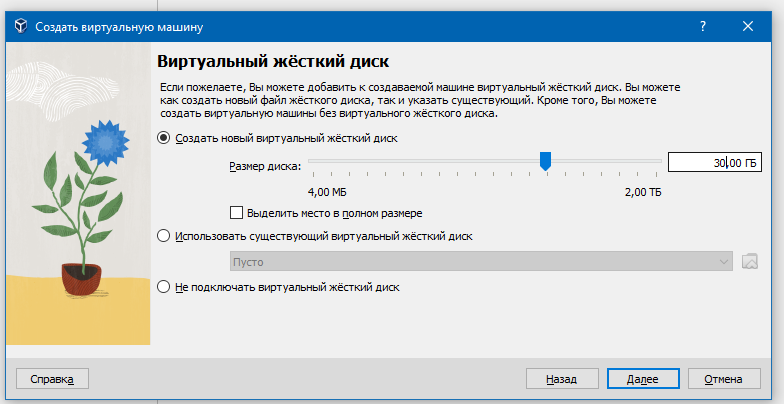 Создать виртуальную машину
Виртуальный жёсткий диск
Если пожелаете, Вы можете добавить к создаваемой машине виртуальный жёсткий диск. Вы можете
как создать новый файл жёсткого диска, так и указать существующий. Кроме того, Вы можете
создать виртуальную машины без виртуального жёсткого диска.
Создать новый виртуальный жёсткий диск
Размер диска:
30,00 ГБ
4,00 МБ
2,00 ТБ
Выделить место в полном размере
Использовать существующий виртуальный жёсткий диск
Пусто
Не подключать виртуальный жёсткий диск
Справка
Назад
Далее
Отмена